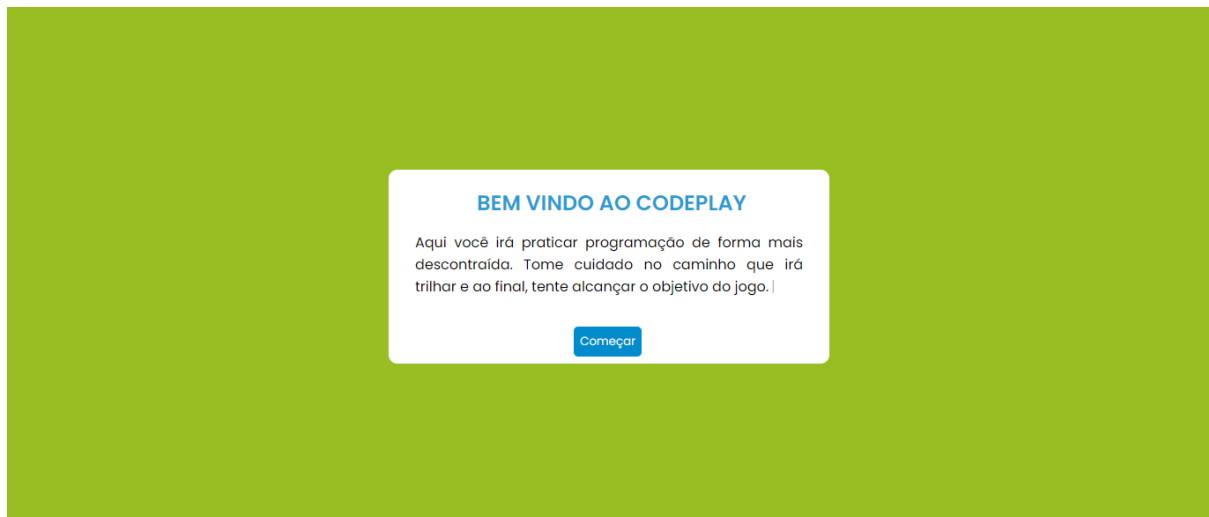 BEM VINDO AO CODEPLAY
Aqui você irá praticar programação de forma mais
descontraída. Tome cuidado no caminho que irá
trilhar e ao final, tente alcançar o objetivo do jogo. |
Começar